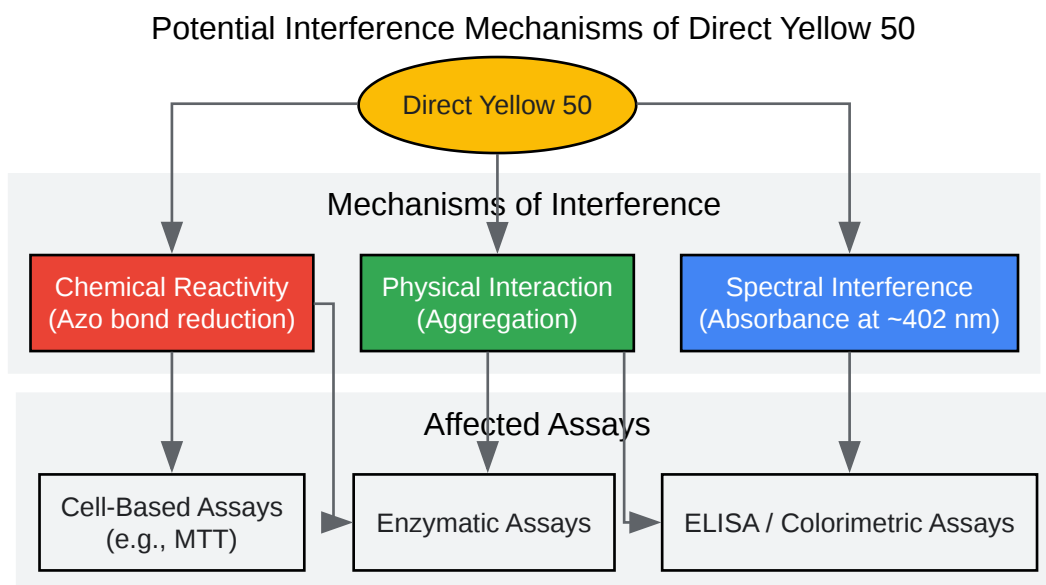 Potential Interference Mechanisms of Direct Yellow 50
Direct Yellow 50
Mechanisms of Interference
Chemical Reactivity
(Azo bond reduction)
Physical Interaction
(Aggregation)
Spectral Interference
(Absorbance at ~402 nm)
Affected Assays
Cell-Based Assays
(e.g., MTT)
Enzymatic Assays
ELISA / Colorimetric Assays